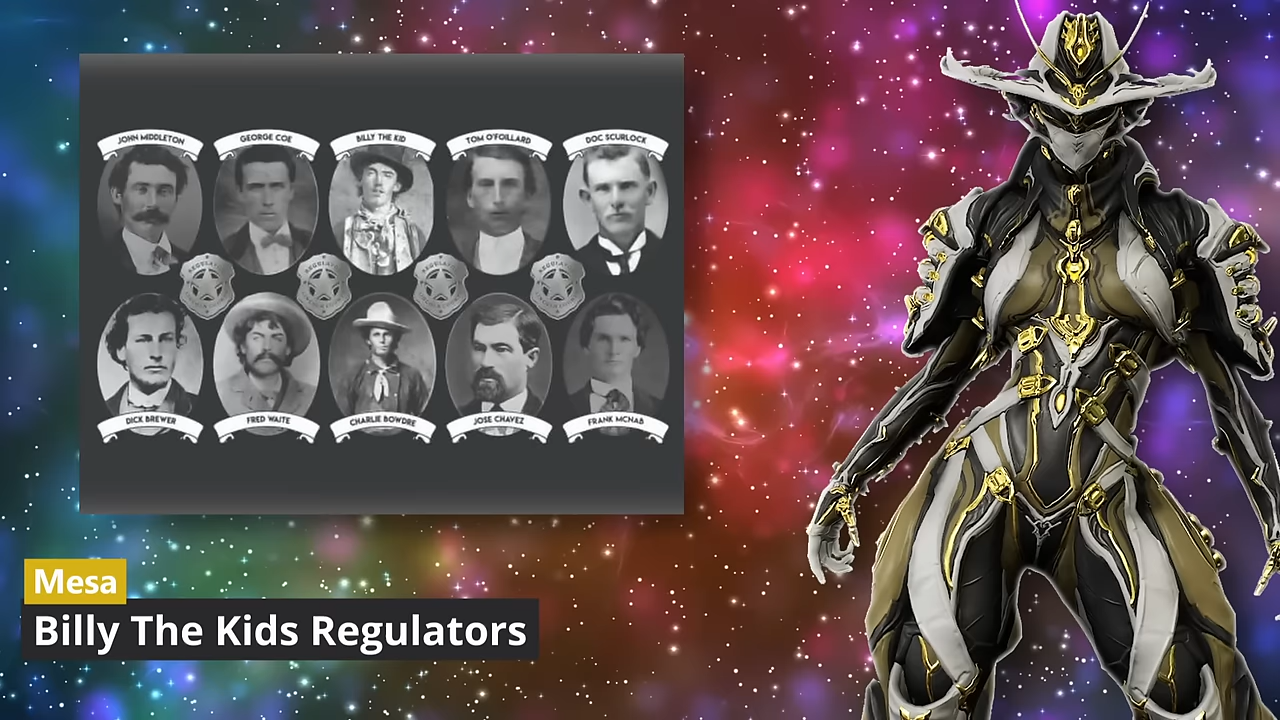 JOHN MIDDLETON
GEORGE COE
BILLY THE KID
TOM O'FOILLARD
DOC SCURLOCK
DICK BREWER
FRED WAITE
CHARLIE BOWDRE
JOSE CHAVEZ
FRANK MCNAB
Mesa
Billy The Kids Regulators